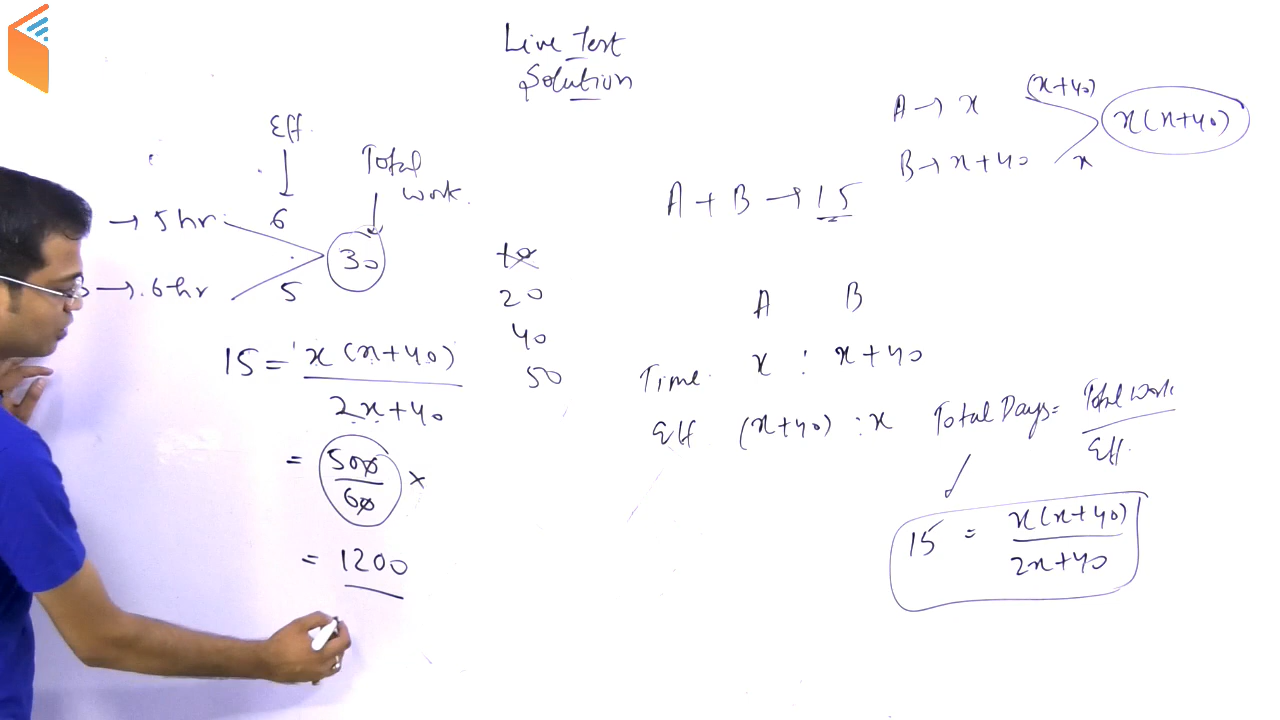 Live Test
Solution
Eff.
Total
work.
→ 5 hr
6
30
B → 6 hr
5
15 = x (x+40)
2x+40
= 500
60
×
= 1200
10
20
40
50
A → x
(x+40)
x(x+40)
B → x+40
x
A + B → 15
A B
Time. x : x+40
Eff (x+40) : x
Total Days = Total Work
Eff.
15 = x(x+40)
2x+40